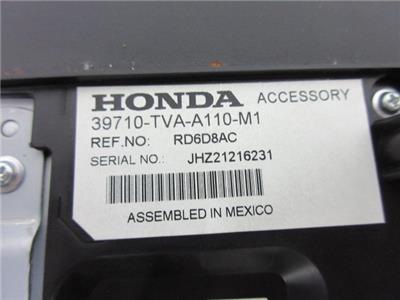 HONDA ACCESSORY
39710-TVA-A110-M1
REF.NO: RD6D8AC
SERIAL NO.: JHZ21216231
ASSEMBLED IN MEXICO